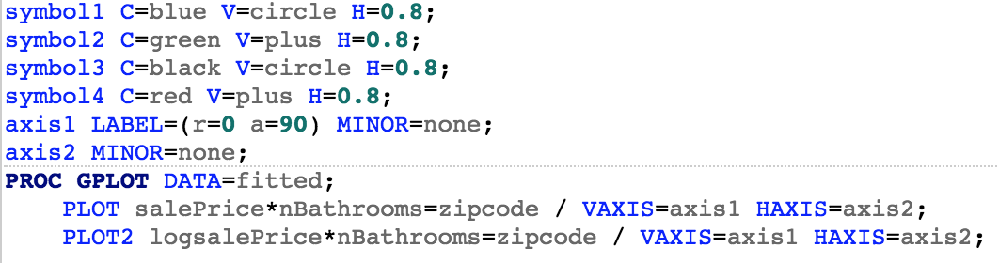 symbol1 C=blue V=circle H=0.8;
symbol2 C=green V=plus H=0.8;
symbol3 C=black V=circle H=0.8;
symbol4 C=red V=plus H=0.8;
axis1 LABEL=(r=0 a=90) MINOR=none;
axis2 MINOR=none;
PROC GPLOT DATA=fitted;
    PLOT salePrice*nBathrooms=zipcode / VAXIS=axis1 HAXIS=axis2;
    PLOT2 logsalePrice*nBathrooms=zipcode / VAXIS=axis1 HAXIS=axis2;